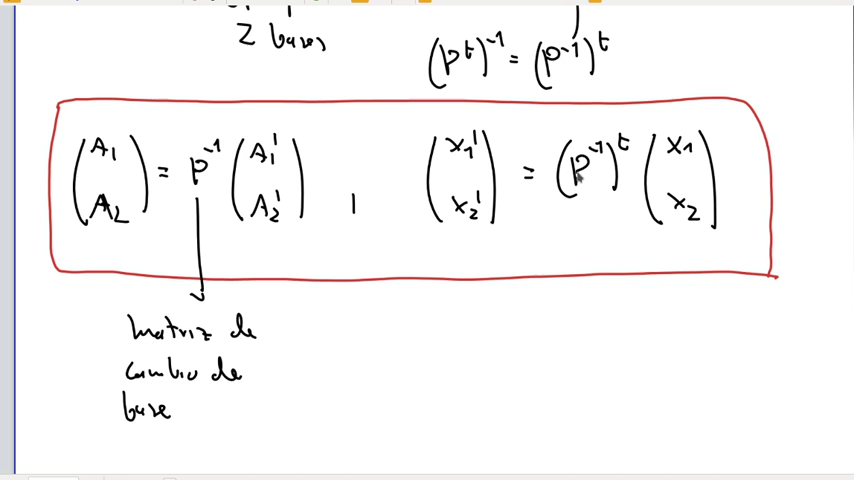 2 bases
(P^t)^-1 = (P^-1)^t
(A1 A2) = P^-1 (A1' A2') , (x1' x2') = (P^-1)^t (x1 x2)
matriz de
cambio de
base